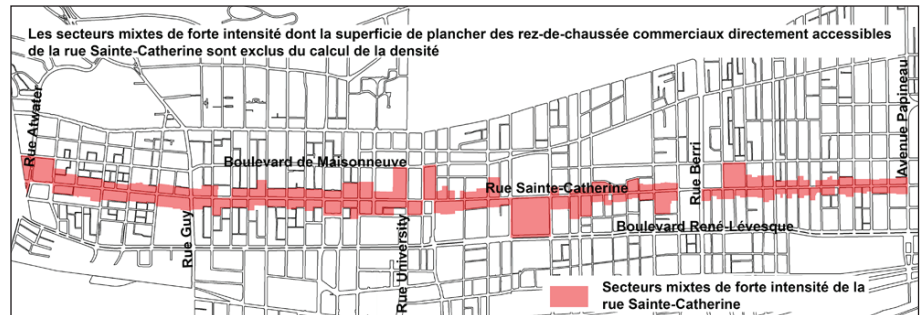 Les secteurs mixtes de forte intensité dont la superficie de plancher des rez-de-chaussée commerciaux directement accessibles
de la rue Sainte-Catherine sont exclus du calcul de la densité
Rue Atwater
Boulevard de Maisonneuve
Rue Guy
Rue University
Rue Sainte-Catherine
Rue Berri
Boulevard René-Lévesque
Avenue Papineau
Secteurs mixtes de forte intensité de la
rue Sainte-Catherine